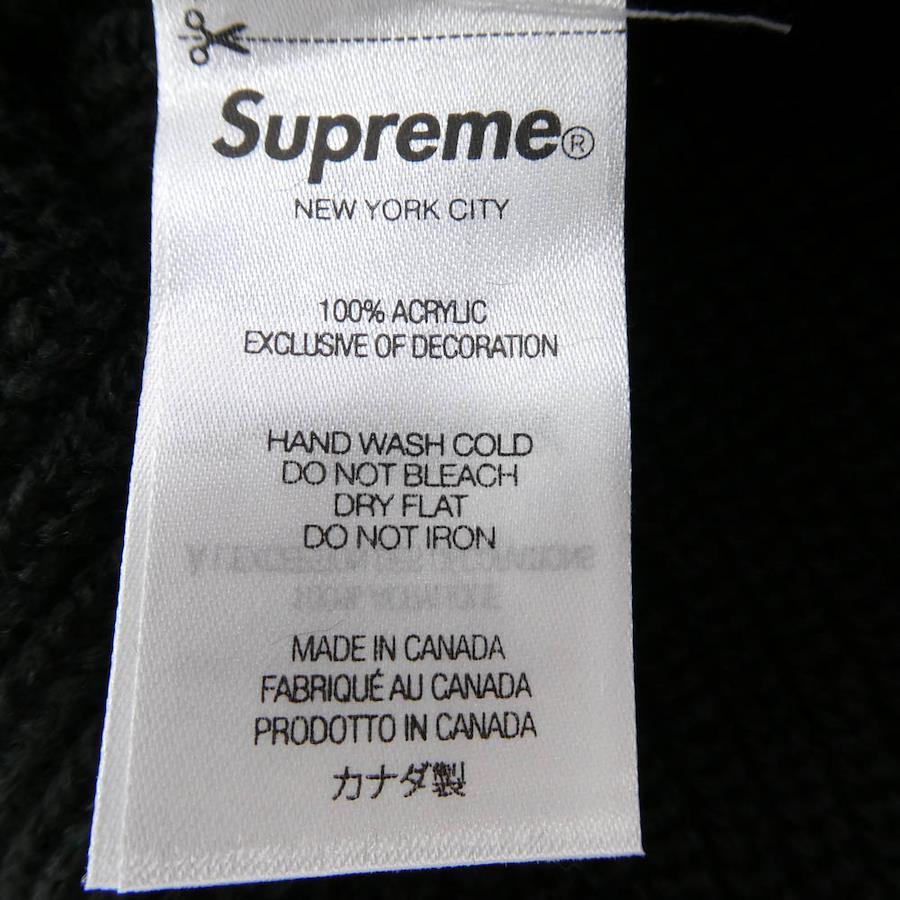 Supreme®
NEW YORK CITY
100% ACRYLIC
EXCLUSIVE OF DECORATION
HAND WASH COLD
DO NOT BLEACH
DRY FLAT
DO NOT IRON
MADE IN CANADA
FABRIQUÉ AU CANADA
PRODOTTO IN CANADA
カナダ製